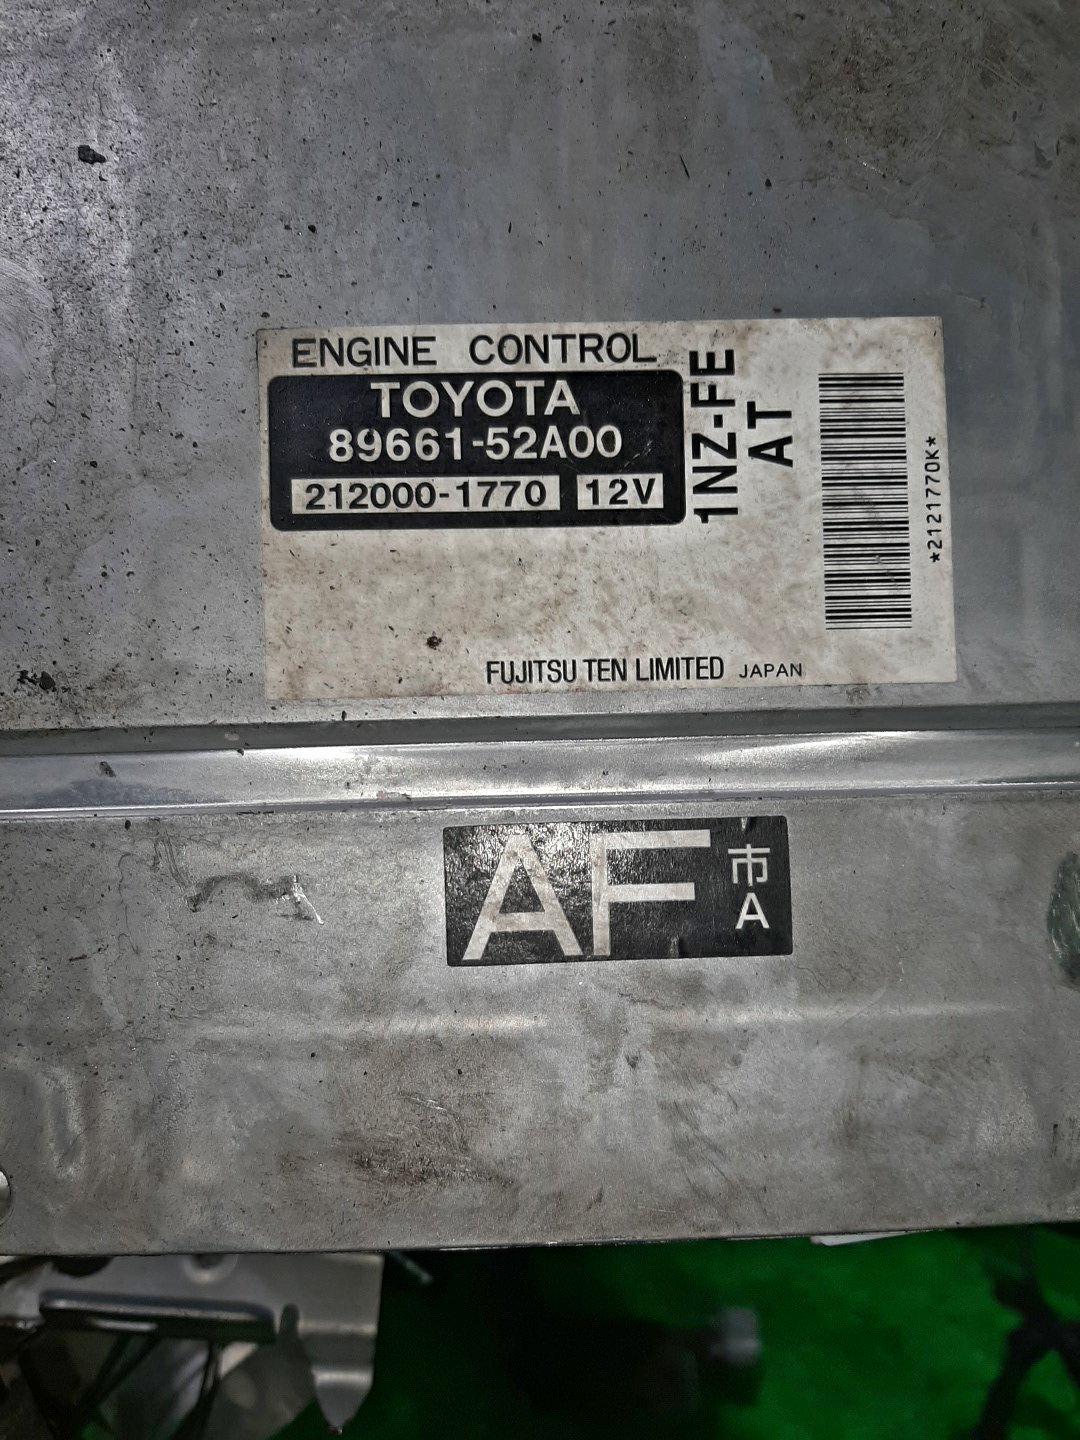 ENGINE CONTROL
TOYOTA
89661-52A00
212000-1770 12V
1NZ-FE
AT
*2121770K*
FUJITSU TEN LIMITED JAPAN
AF
市
A